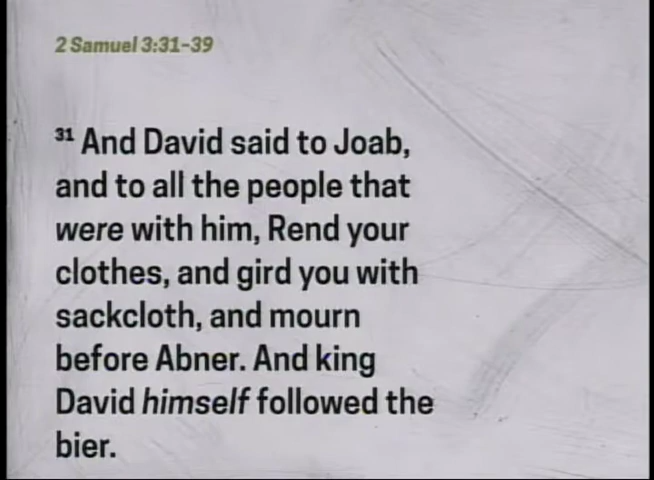 2 Samuel 3:31-39
31 And David said to Joab,
and to all the people that
were with him, Rend your
clothes, and gird you with
sackcloth, and mourn
before Abner. And king
David himself followed the
bier.